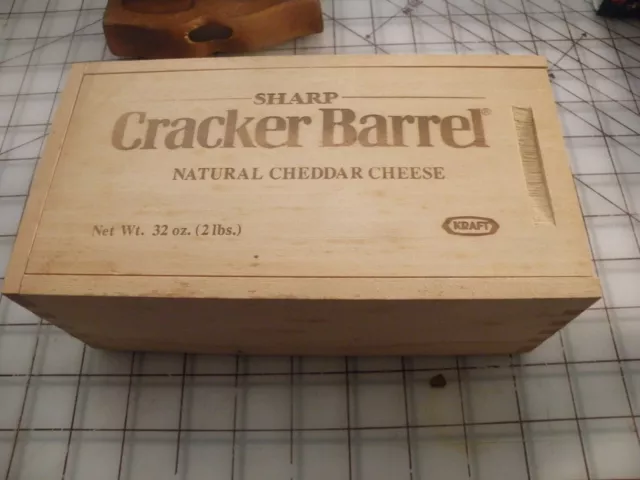 SHARP
Cracker Barrel®
NATURAL CHEDDAR CHEESE
Net Wt. 32 oz. (2 lbs.)
KRAFT